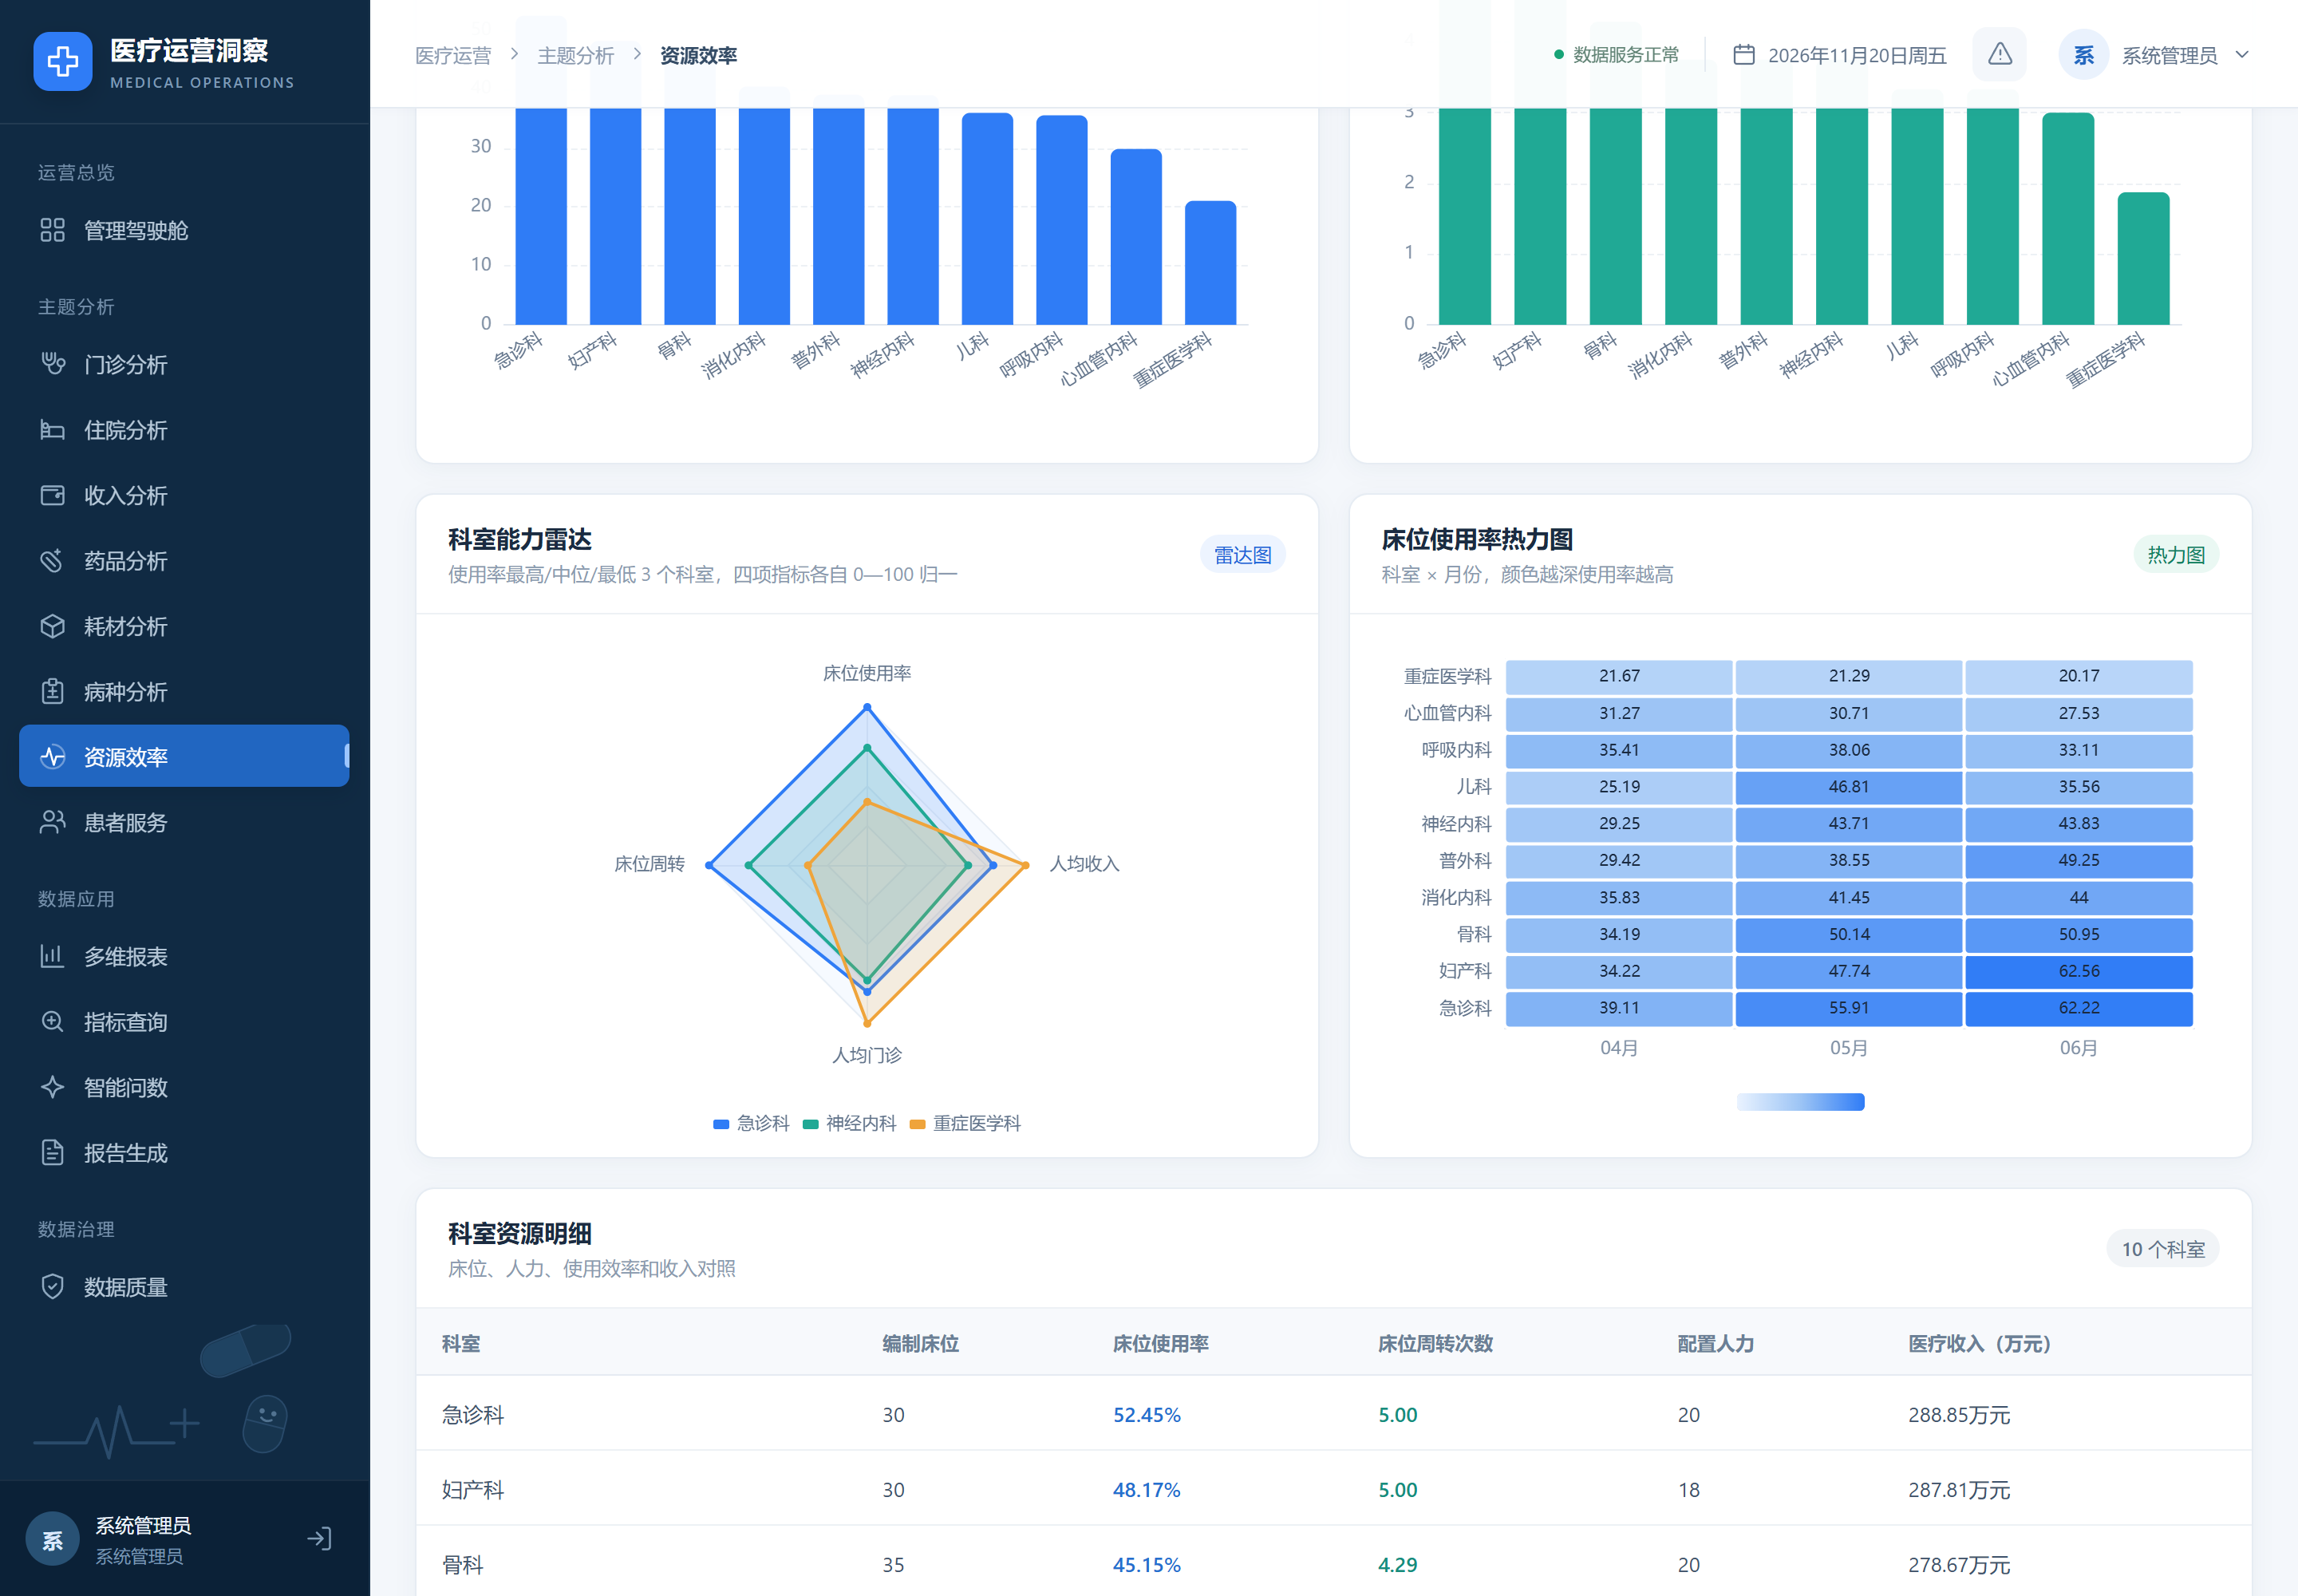 医疗运营洞察
MEDICAL OPERATIONS
运营总览
管理驾驶舱
主题分析
门诊分析
住院分析
收入分析
药品分析
耗材分析
病种分析
资源效率
患者服务
数据应用
多维报表
指标查询
智能问数
报告生成
数据治理
数据质量
系
系统管理员
系统管理员
医疗运营 > 主题分析 > 资源效率
数据服务正常
2026年11月20日周五
系
系统管理员
30
20
10
0
急诊科 妇产科 骨科 消化内科 普外科 神经内科 儿科 呼吸内科 心血管内科 重症医学科
3
2
1
0
急诊科 妇产科 骨科 消化内科 普外科 神经内科 儿科 呼吸内科 心血管内科 重症医学科
科室能力雷达
使用率最高/中位/最低 3 个科室，四项指标各自 0—100 归一
雷达图
床位使用率
床位周转
人均收入
人均门诊
急诊科 神经内科 重症医学科
床位使用率热力图
科室 × 月份，颜色越深使用率越高
热力图
重症医学科 21.67 21.29 20.17
心血管内科 31.27 30.71 27.53
呼吸内科 35.41 38.06 33.11
儿科 25.19 46.81 35.56
神经内科 29.25 43.71 43.83
普外科 29.42 38.55 49.25
消化内科 35.83 41.45 44
骨科 34.19 50.14 50.95
妇产科 34.22 47.74 62.56
急诊科 39.11 55.91 62.22
04月 05月 06月
科室资源明细
床位、人力、使用效率和收入对照
10 个科室
科室 编制床位 床位使用率 床位周转次数 配置人力 医疗收入（万元）
急诊科 30 52.45% 5.00 20 288.85万元
妇产科 30 48.17% 5.00 18 287.81万元
骨科 35 45.15% 4.29 20 278.67万元